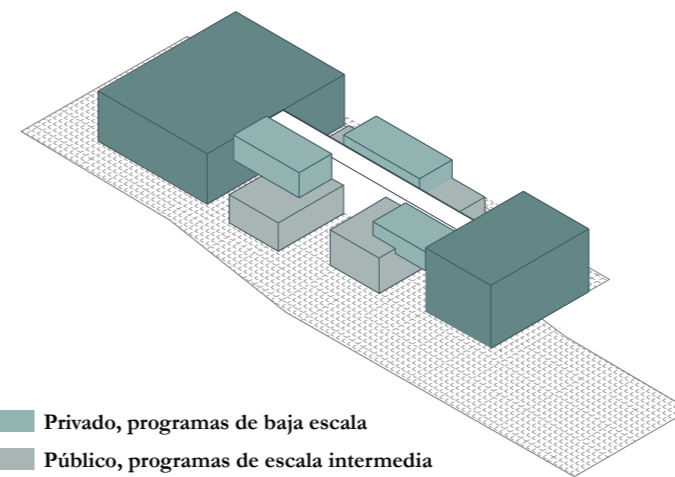 Privado, programas de baja escala
Público, programas de escala intermedia